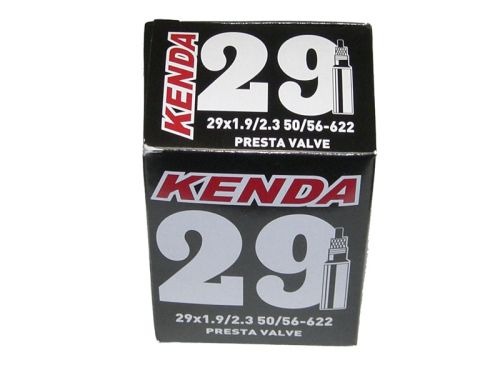 KENDA
29
29x1.9/2.3 50/56-622
PRESTA VALVE
KENDA
29
29x1.9/2.3 50/56-622
PRESTA VALVE